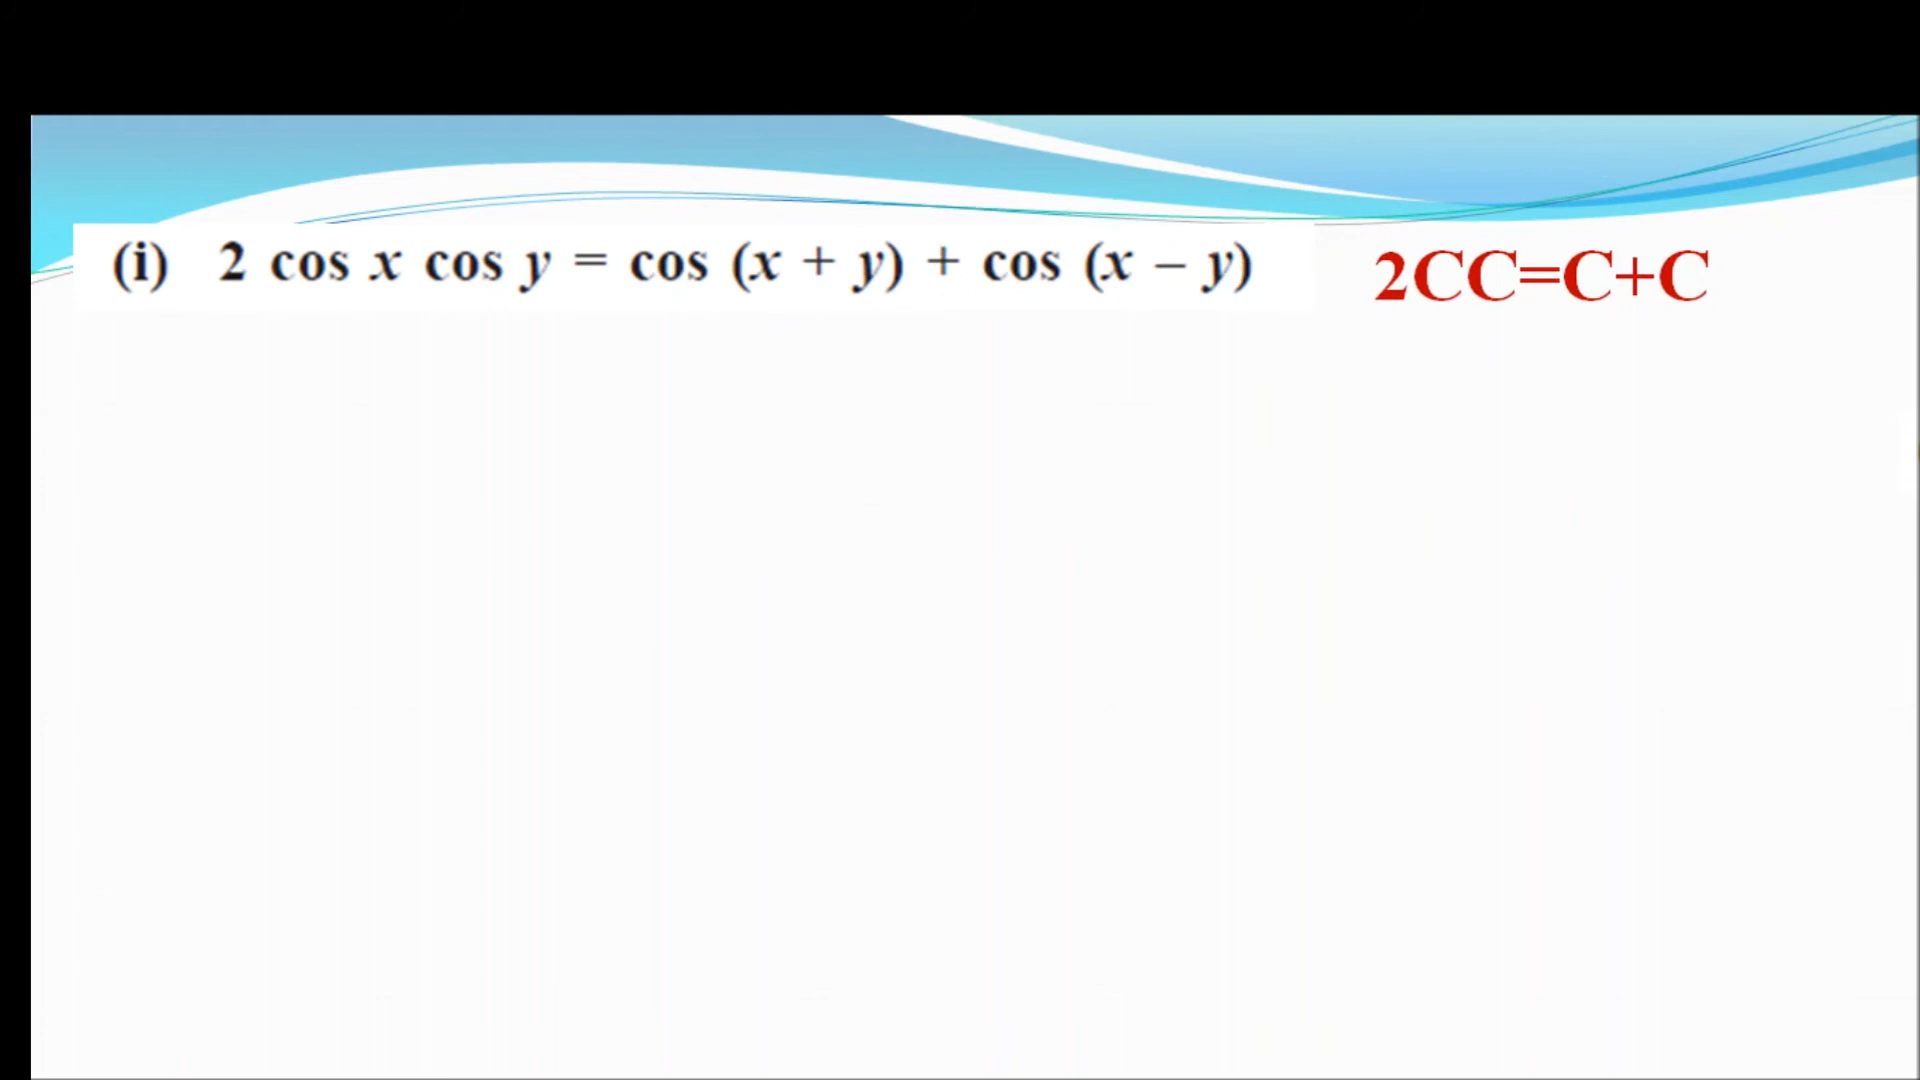 (i) 2 cos x cos y = cos (x + y) + cos (x – y) 2CC=C+C